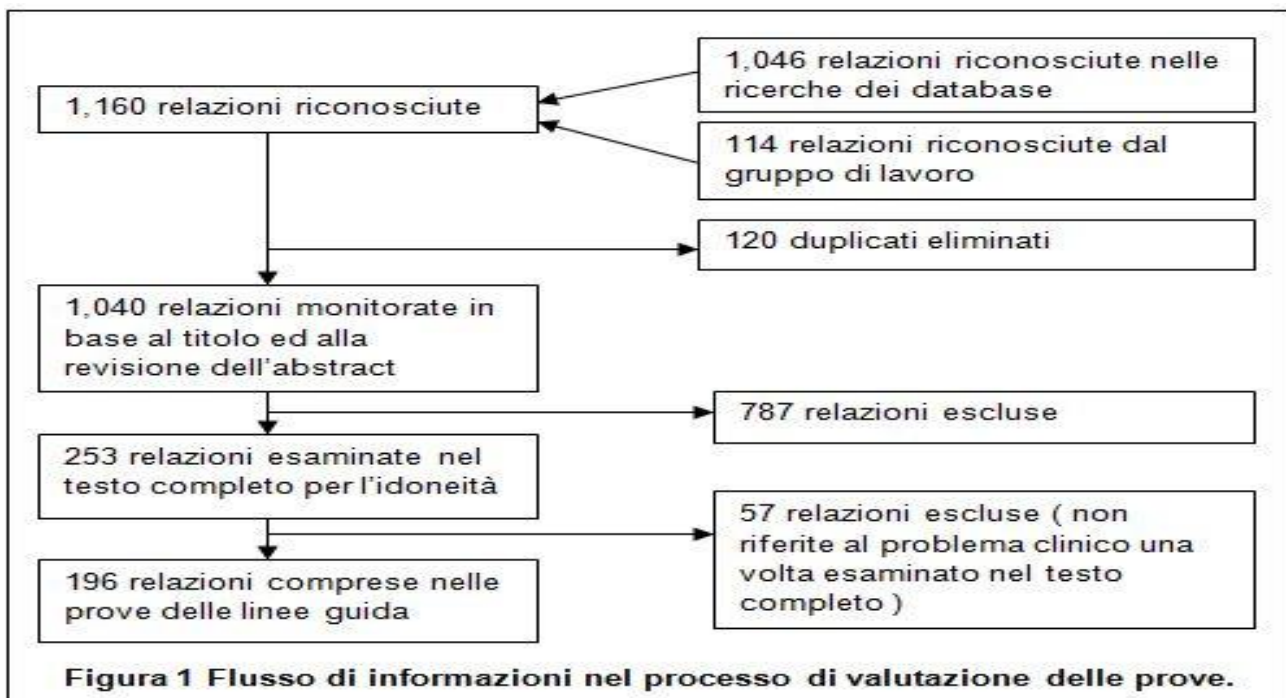 1,046 relazioni riconosciute nelle
ricerche dei database
1,160 relazioni riconosciute
114 relazioni riconosciute dal
gruppo di lavoro
120 duplicati eliminati
1,040 relazioni monitorate in
base al titolo ed alla
revisione dell'abstract
787 relazioni escluse
253 relazioni esaminate nel
testo completo per l'idoneità
57 relazioni escluse ( non
riferite al problema clinico una
volta esaminato nel testo
completo )
196 relazioni comprese nelle
prove delle linee guida
Figura 1 Flusso di informazioni nel processo di valutazione delle prove.